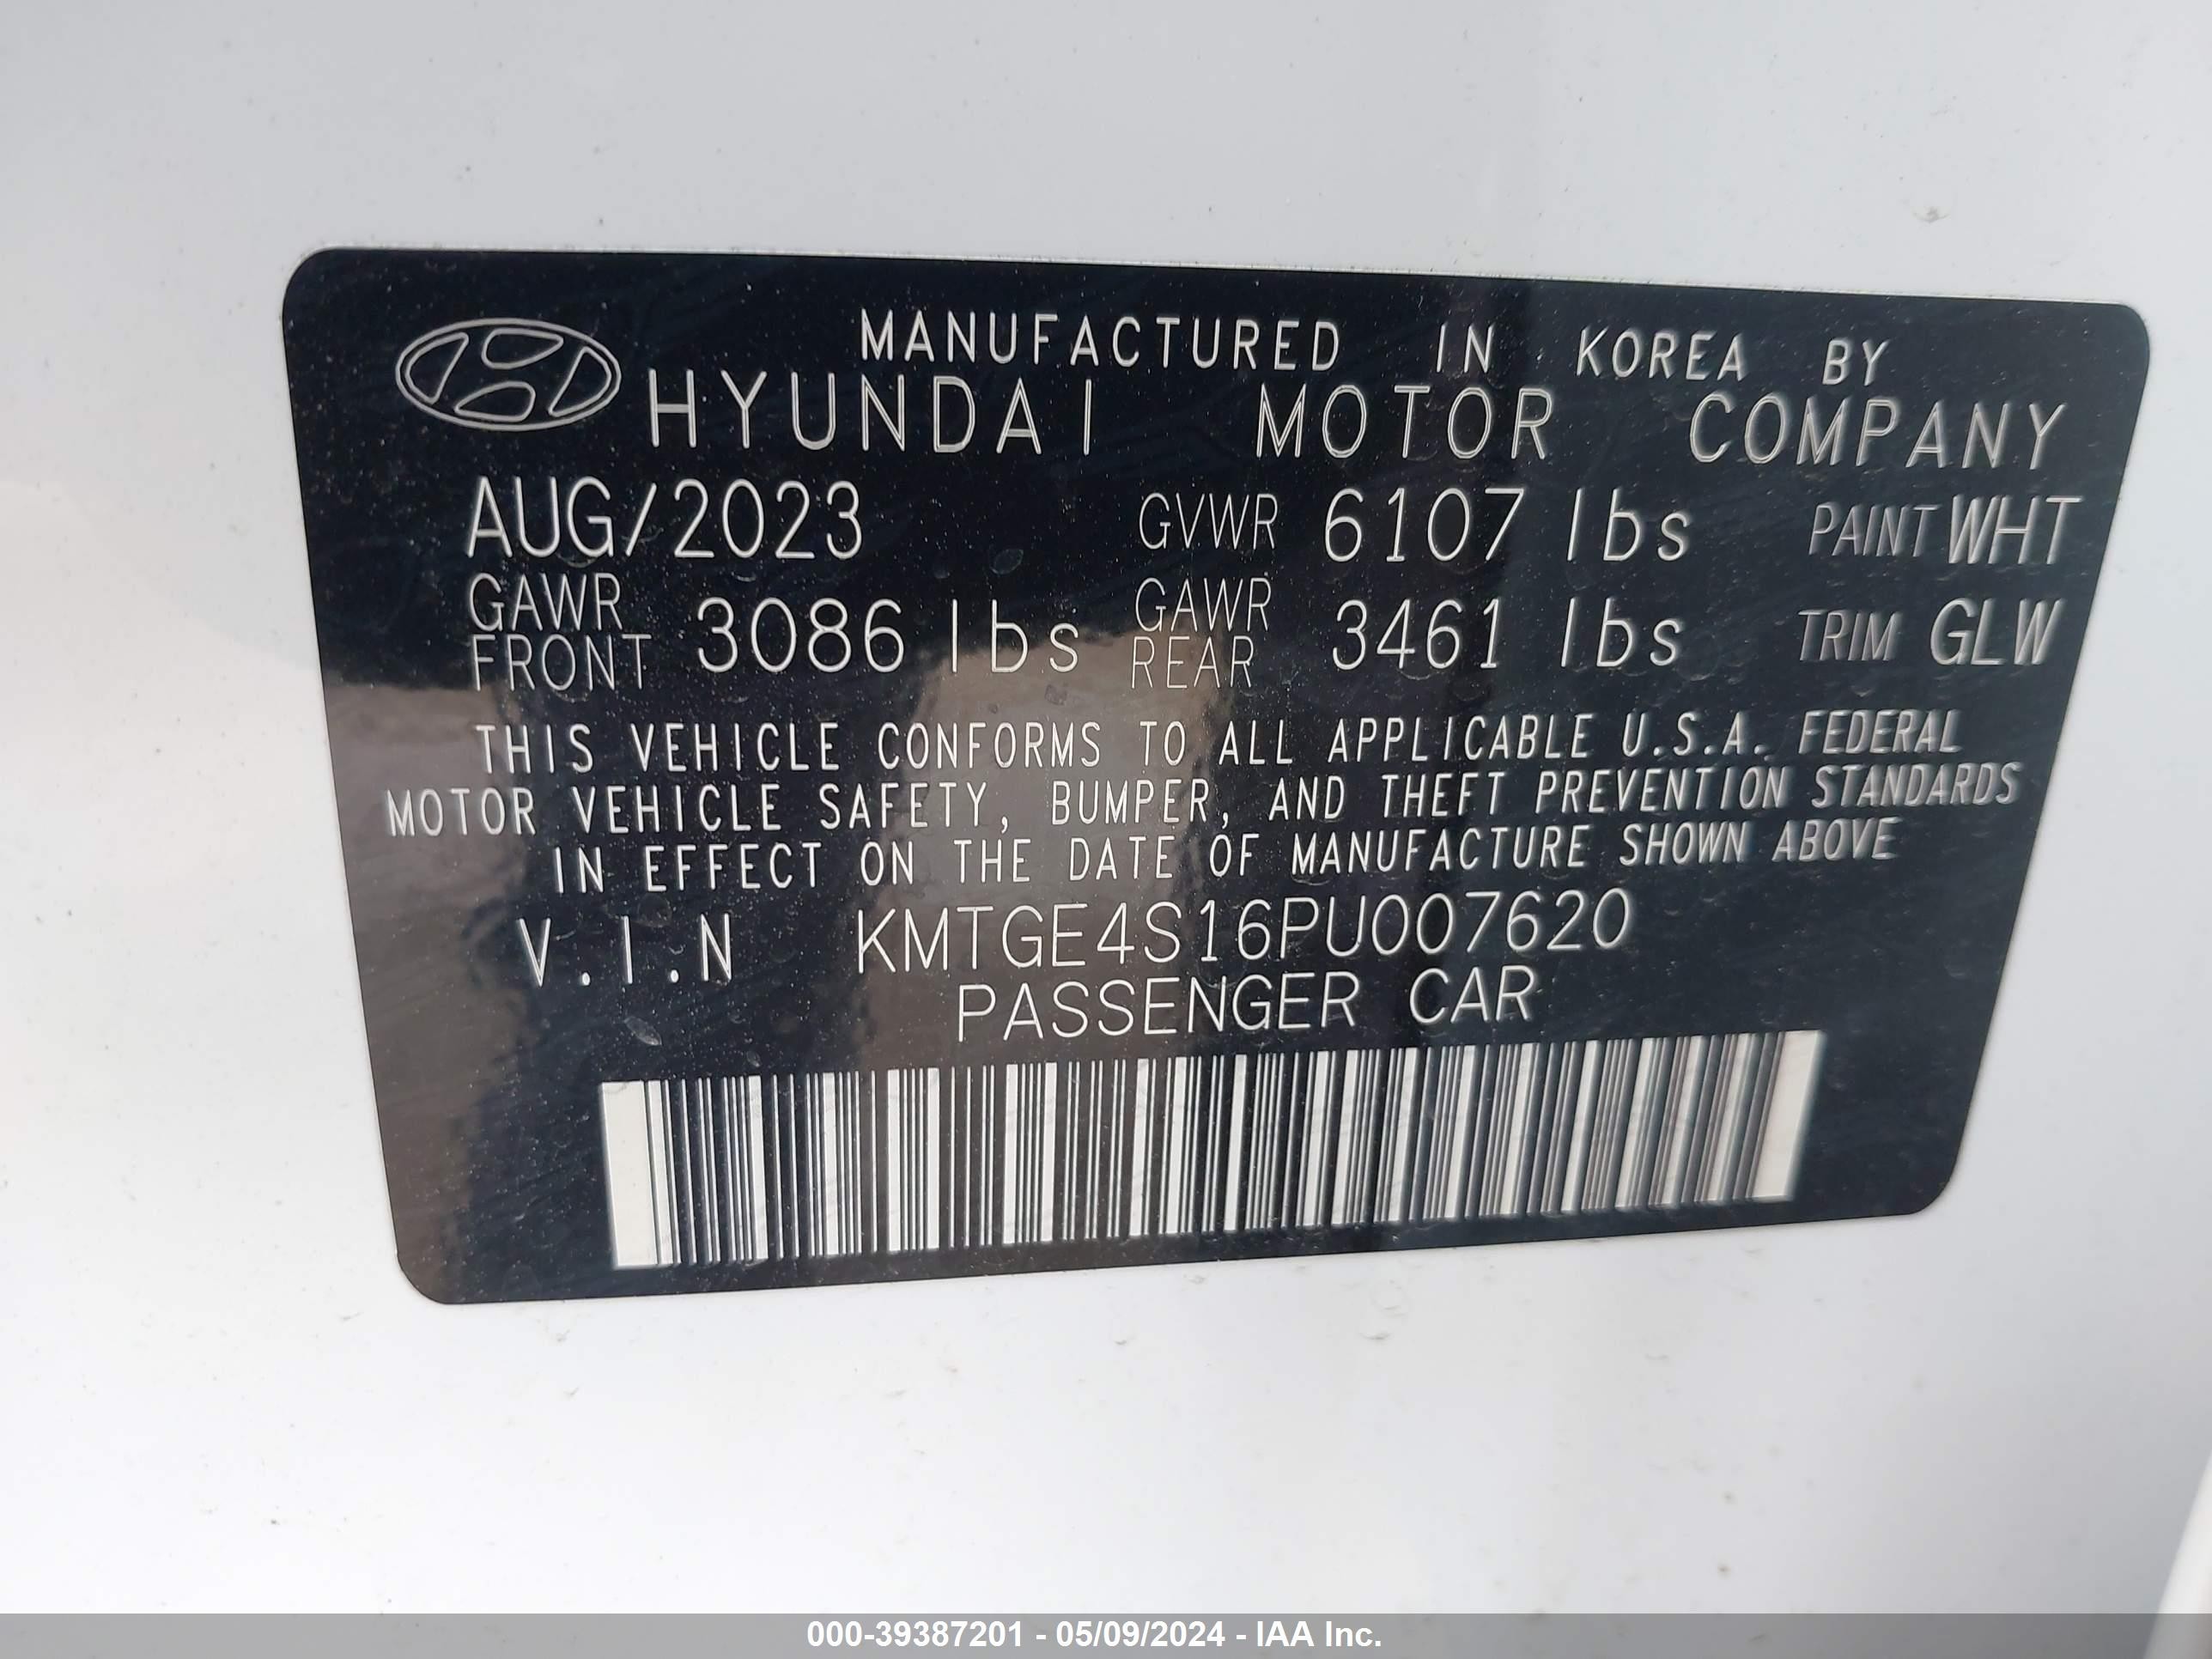 MANUFACTURED IN KOREA BY
HYUNDAI MOTOR COMPANY
AUG/2023 GVWR 6107 lbs PAINT WHT
GAWR FRONT 3086 lbs GAWR REAR 3461 lbs TRIM GLW
THIS VEHICLE CONFORMS TO ALL APPLICABLE U.S.A. FEDERAL
MOTOR VEHICLE SAFETY, BUMPER, AND THEFT PREVENTION STANDARDS
IN EFFECT ON THE DATE OF MANUFACTURE SHOWN ABOVE
V.I.N KMTGE4S16PU007620
PASSENGER CAR
000-39387201 - 05/09/2024 - IAA Inc.